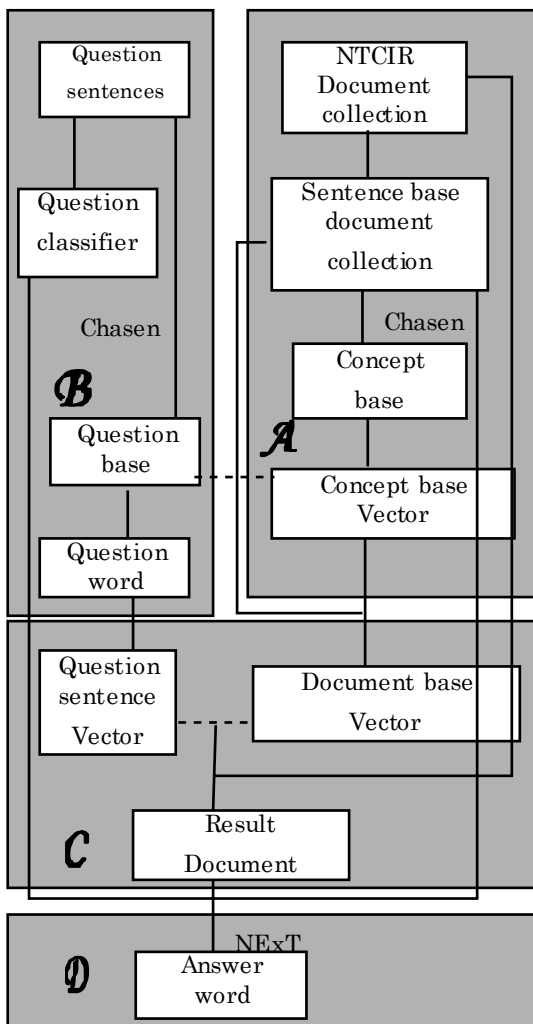 Question
sentences
Question
classifier
Chasen
B
Question
base
Question
word
NTCIR
Document
collection
Sentence base
document
collection
Chasen
Concept
base
A
Concept base
Vector
Question
sentence
Vector
Document base
Vector
Result
Document
C
NExT
D
Answer
word